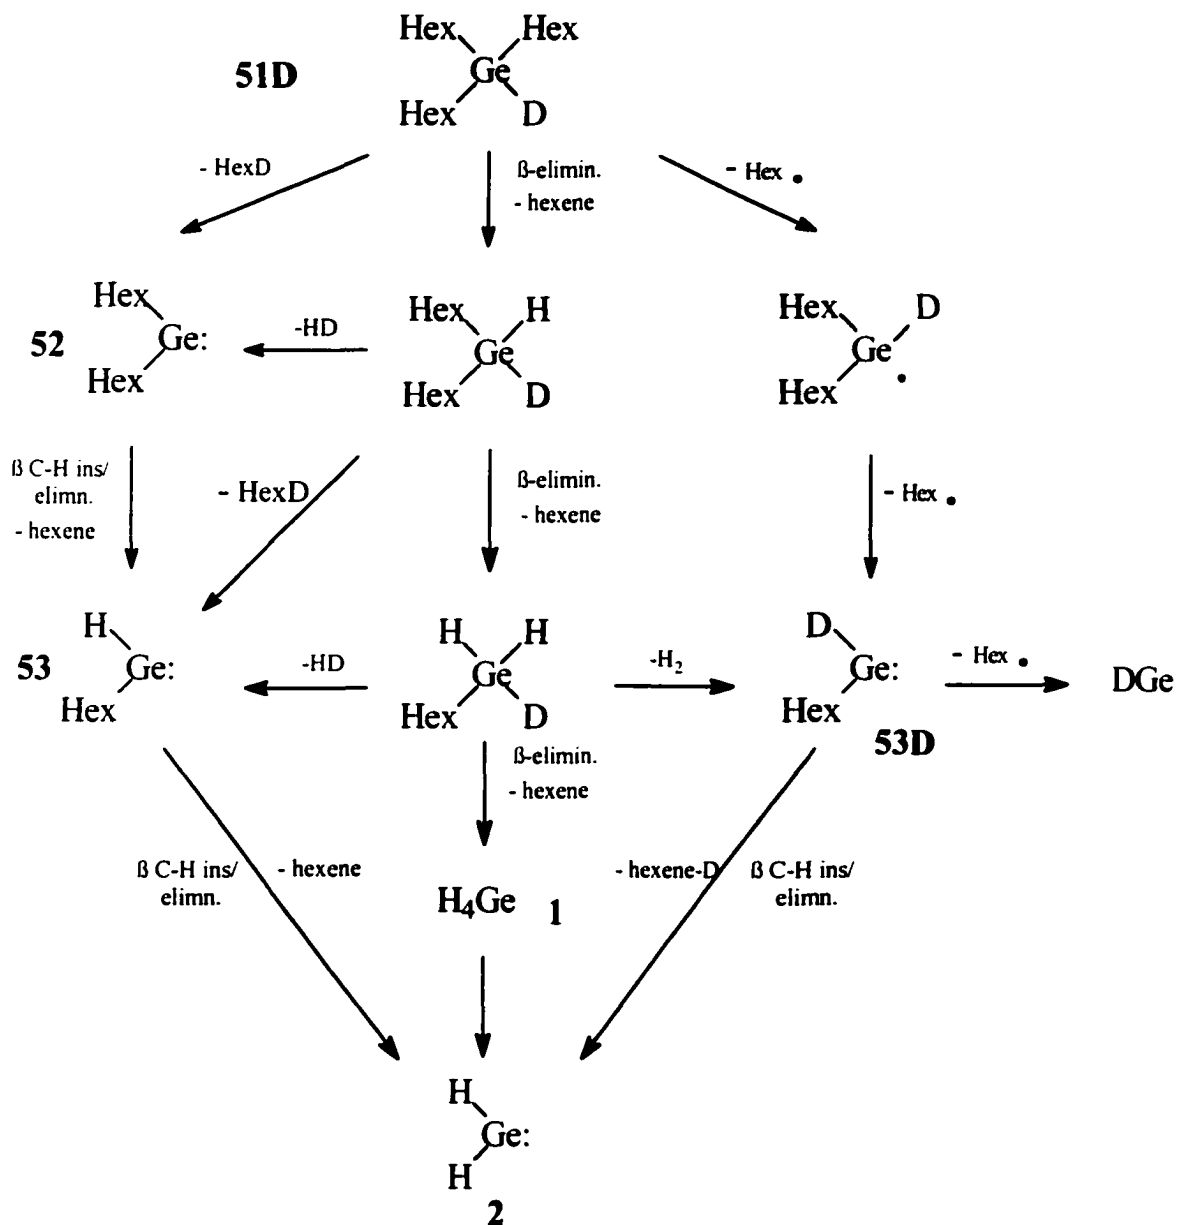 Hex Hex
51D Ge
Hex D
- HexD
ß-elimin.
- hexene
- Hex •
Hex
52 Ge:
Hex
-HD
Hex H
Ge
Hex D
Hex D
Ge
Hex •
ß C-H ins/
elimn.
- hexene
- HexD
ß-elimin.
- hexene
- Hex •
H
53 Ge:
Hex
-HD
H H
Ge
Hex D
-H₂
D
Ge:
Hex
53D
- Hex •
DGe
ß-elimin.
- hexene
ß C-H ins/
elimn.
- hexene
H₄Ge 1
- hexene-D
ß C-H ins/
elimn.
H
Ge:
H
2